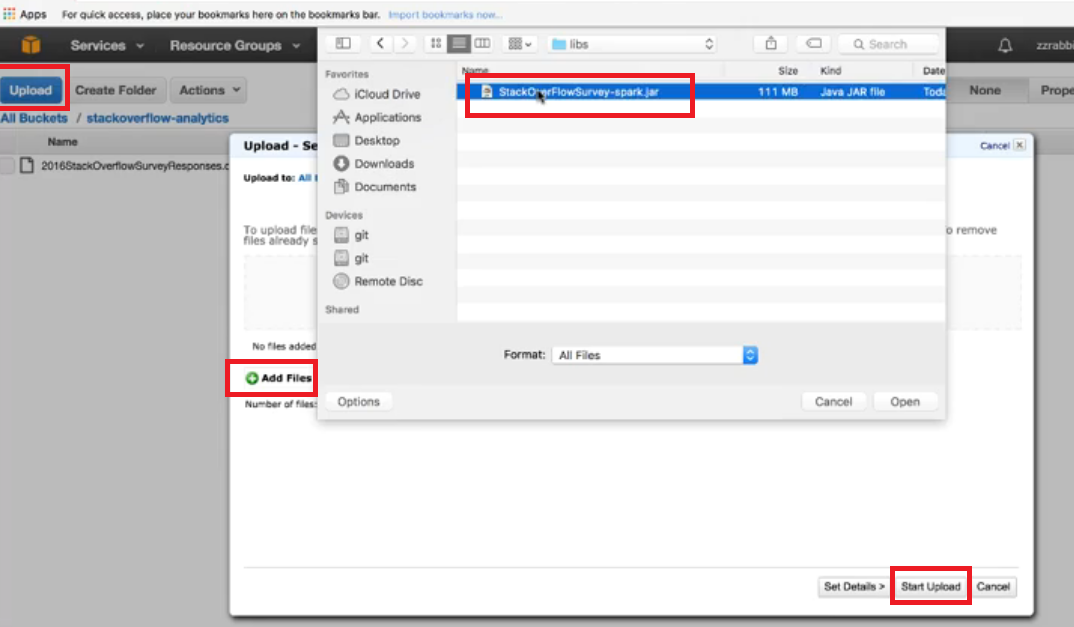 Apps For quick access, place your bookmarks here on the bookmarks bar. Import bookmarks now...
Services Resource Groups zzrabbi
libs Search
Upload Create Folder Actions None Prope
All Buckets / stackoverflow-analytics
Name
2016StackOverflowSurveyResponses.c
Upload - Se
Cancel
Upload to: All
To upload file
o remove
files already s
No files added
Add Files
Number of files:
Favorites
iCloud Drive
Applications
Desktop
Downloads
Documents
Devices
git
git
Remote Disc
Shared
Name Size Kind Date
StackOverFlowSurvey-spark.jar 111 MB Java JAR file Toda
Format: All Files
Options Cancel Open
Set Details > Start Upload Cancel